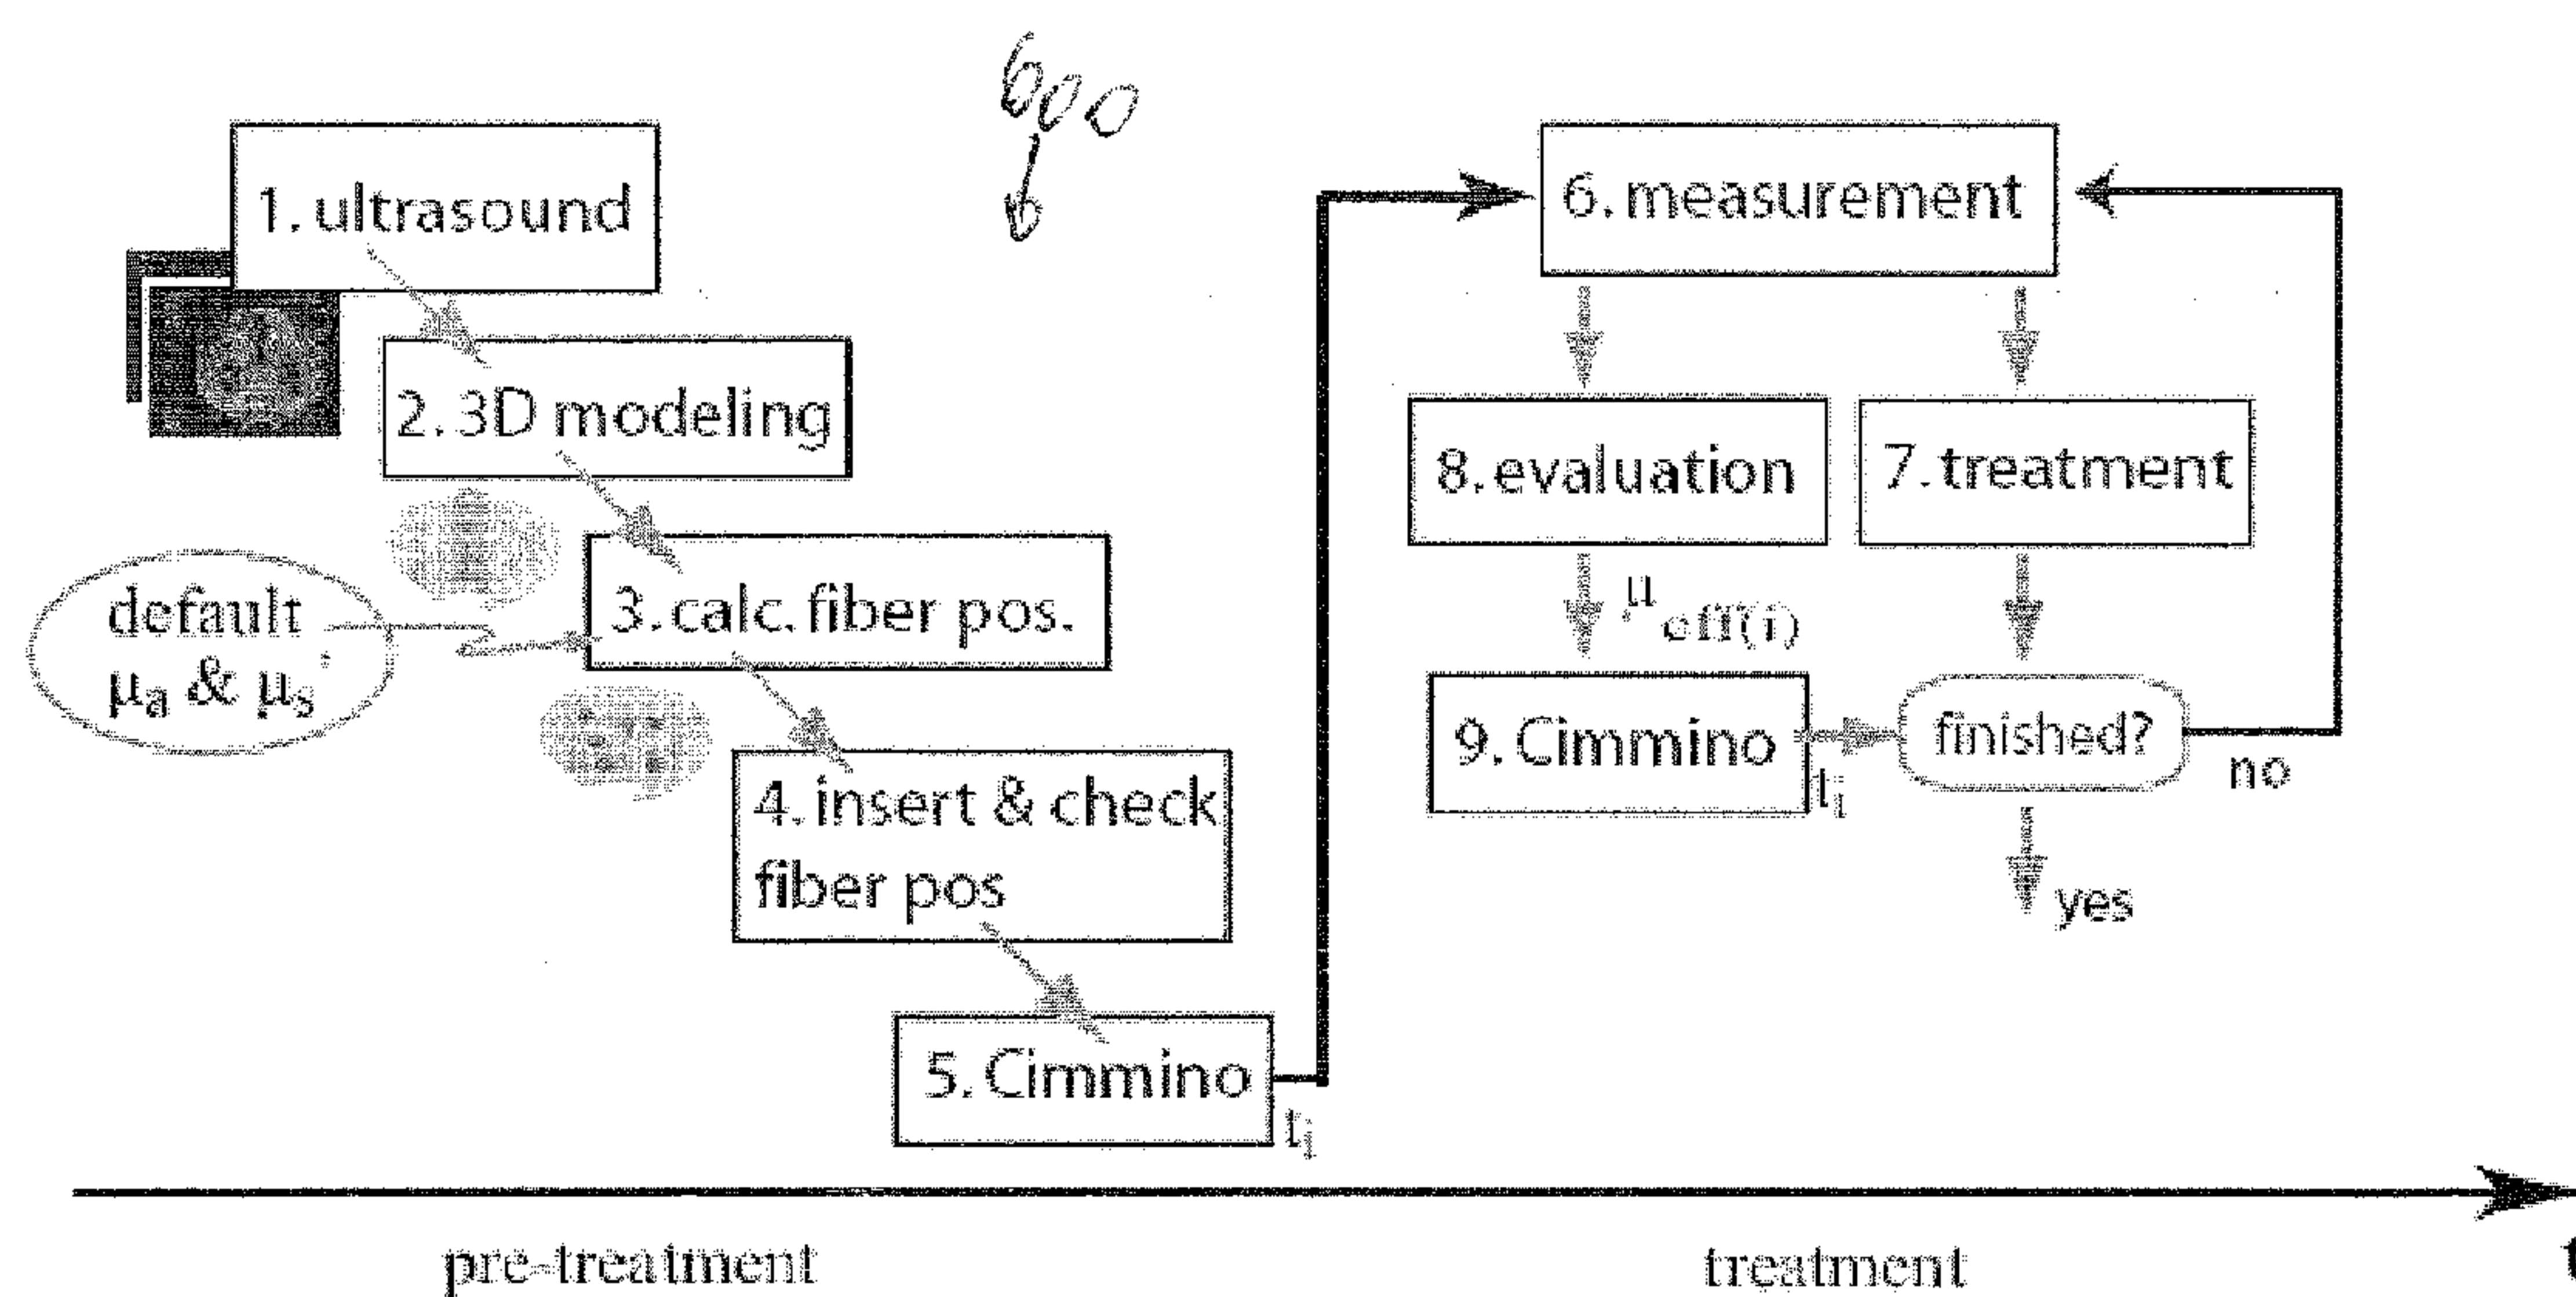 600
1. ultrasound
2. 3D modeling
3. calc. fiber pos.
default
μa & μs'
4. insert & check
fiber pos
5. Cimmino
ti
6. measurement
8. evaluation
7. treatment
μeff(i)
9. Cimmino
ti
finished?
no
yes
pre-treatment
treatment
t